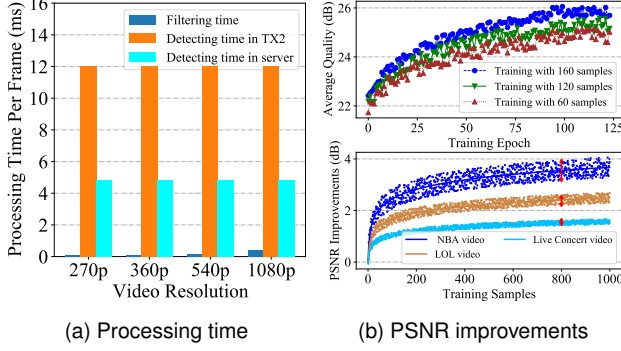 Processing Time Per Frame (ms)
16
14
12
10
8
6
4
2
0
Filtering time
Detecting time in TX2
Detecting time in server
270p 360p 540p 1080p
Video Resolution
(a) Processing time
Average Quality (dB)
26
24
22
Training with 160 samples
Training with 120 samples
Training with 60 samples
0 25 50 75 100 125
Training Epoch
PSNR Improvements (dB)
4
2
0
NBA video
LOL video
Live Concert video
0 200 400 600 800 1000
Training Samples
(b) PSNR improvements